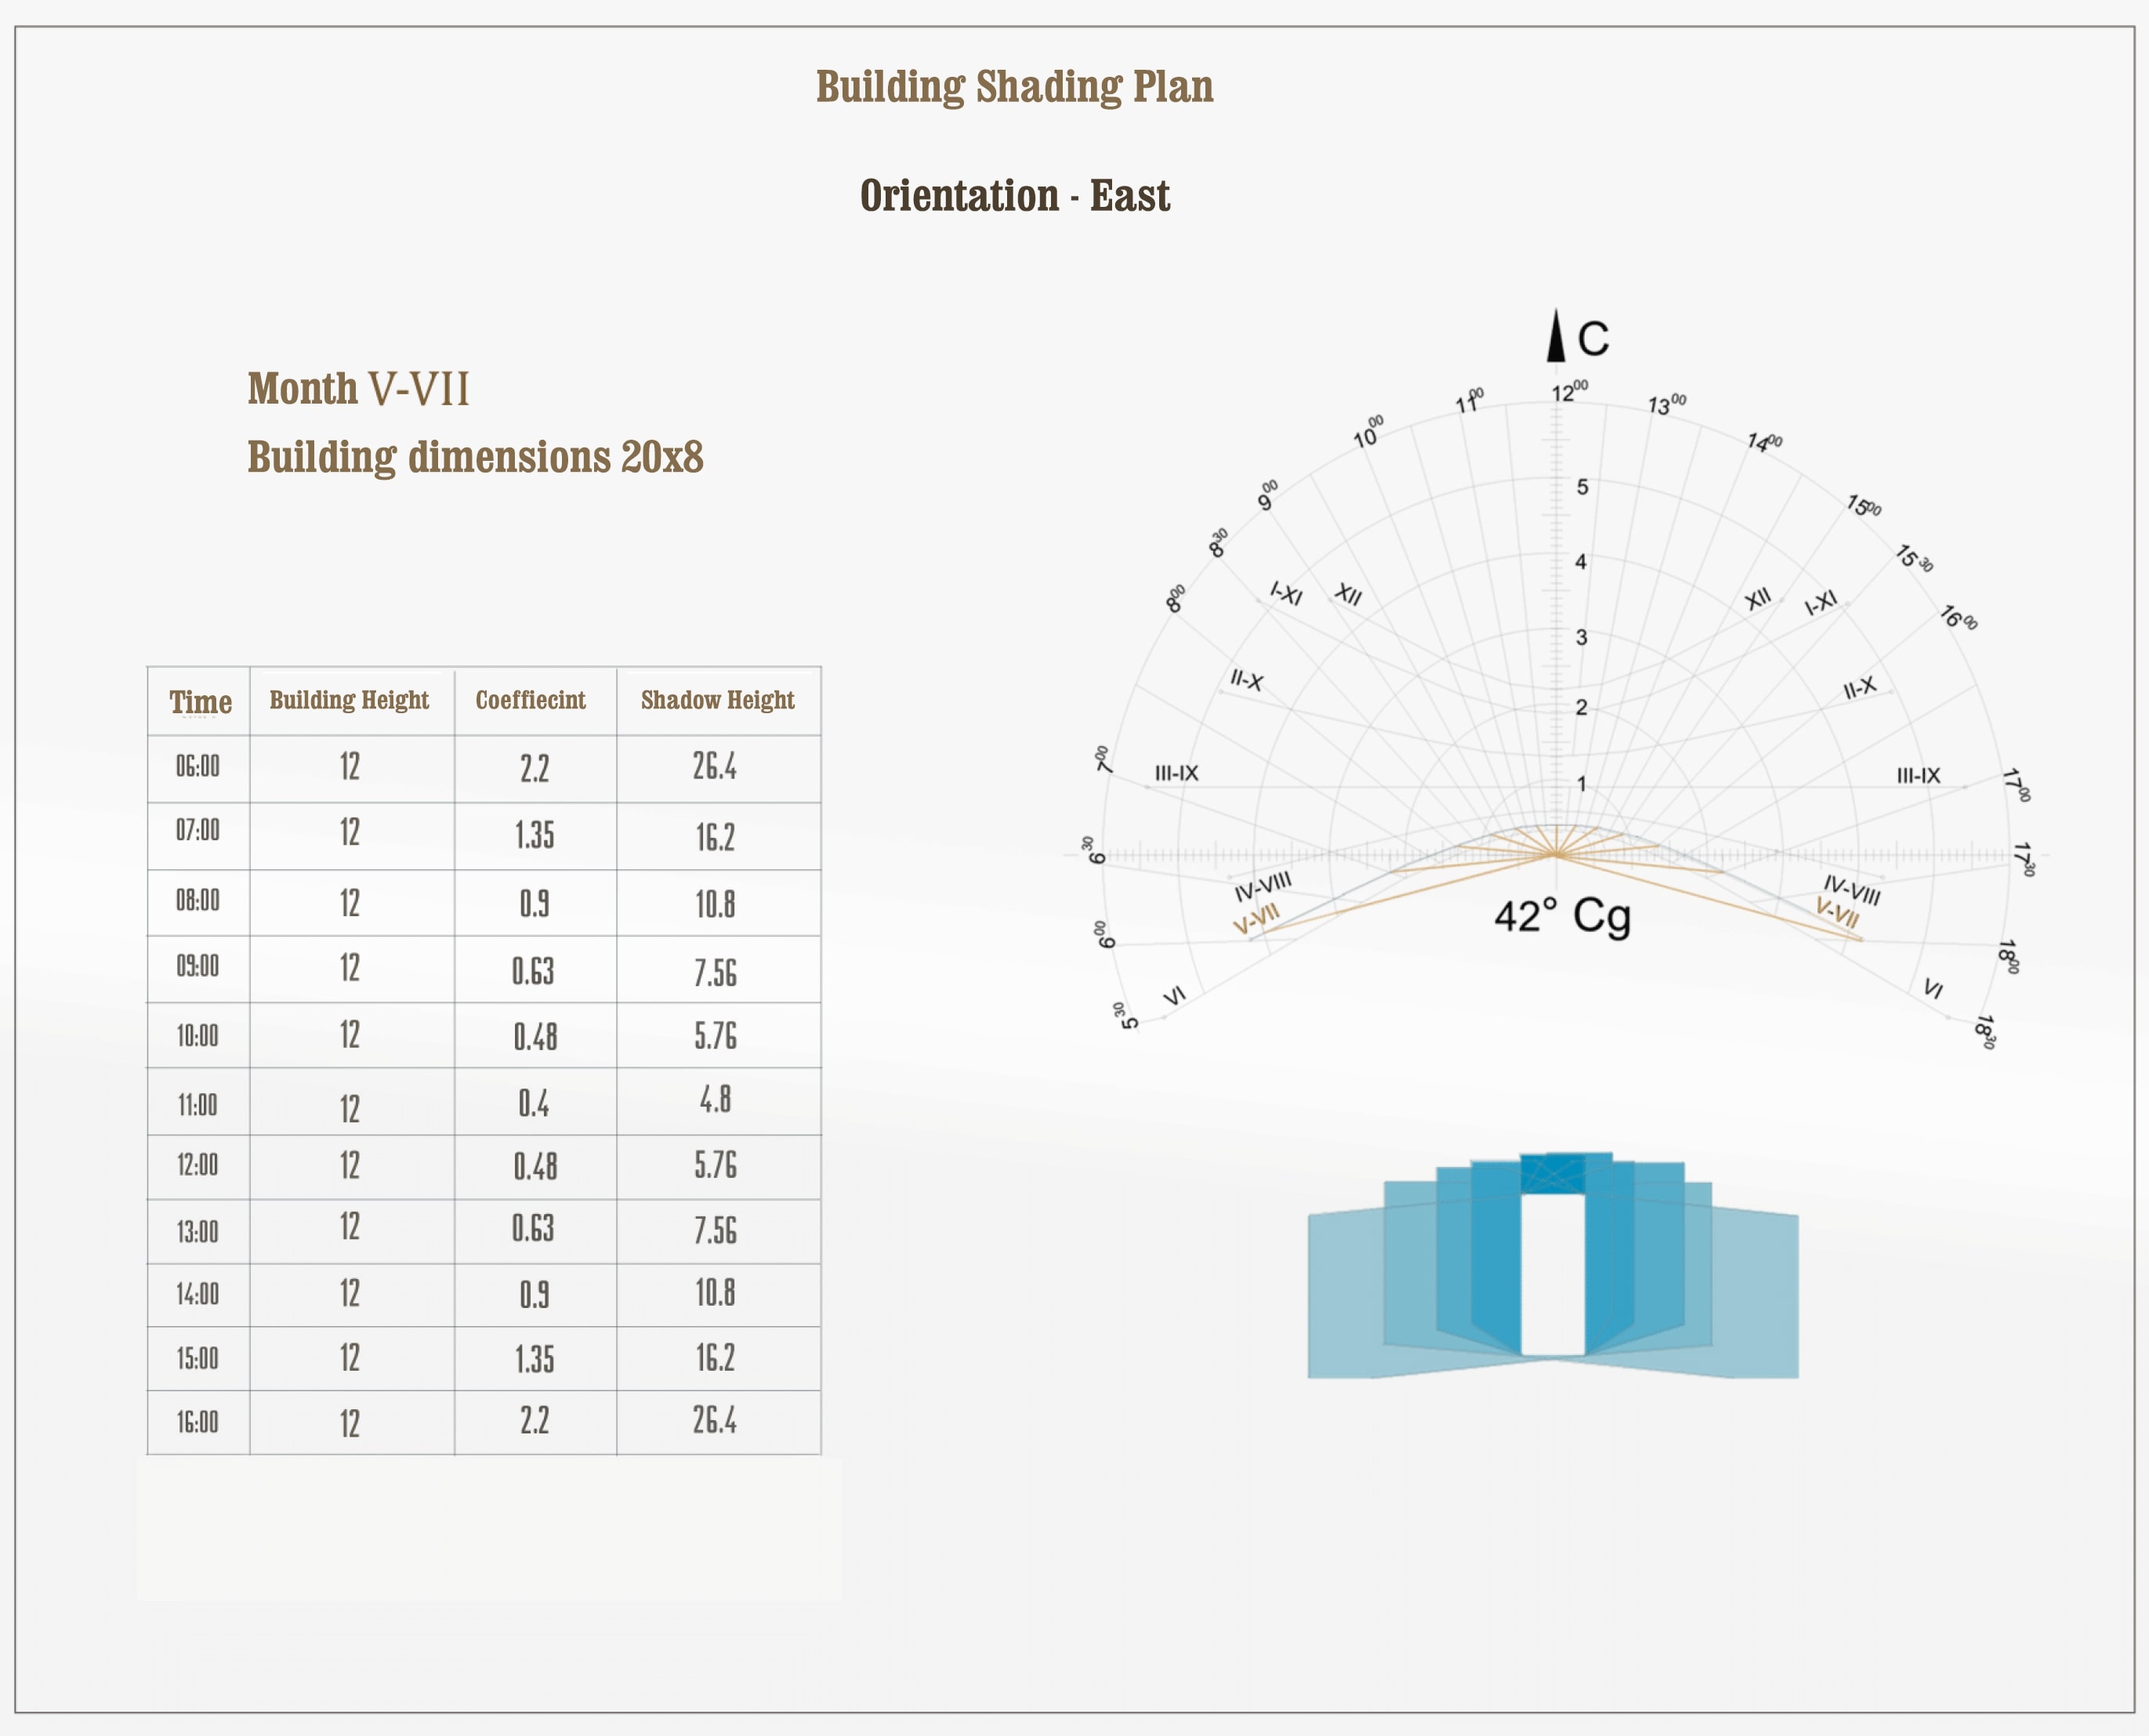 Building Shading Plan
Orientation - East
Month V-VII
Building dimensions 20x8
Time Building Height Coeffiecint Shadow Height
06:00 12 2.2 26.4
07:00 12 1.35 16.2
08:00 12 0.9 10.8
09:00 12 0.63 7.56
10:00 12 0.48 5.76
11:00 12 0.4 4.8
12:00 12 0.48 5.76
13:00 12 0.63 7.56
14:00 12 0.9 10.8
15:00 12 1.35 16.2
16:00 12 2.2 26.4
C
5 30
6 00
6 30
7 00
8 00
8 30
9 00
10 00
11 00
12 00
13 00
14 00
15 00
15 30
16 00
17 00
17 30
18 00
18 30
5
4
3
2
1
I-XI
XII
XII
I-XI
II-X
II-X
III-IX
III-IX
IV-VIII
IV-VIII
V-VII
V-VII
VI
VI
42° Cg